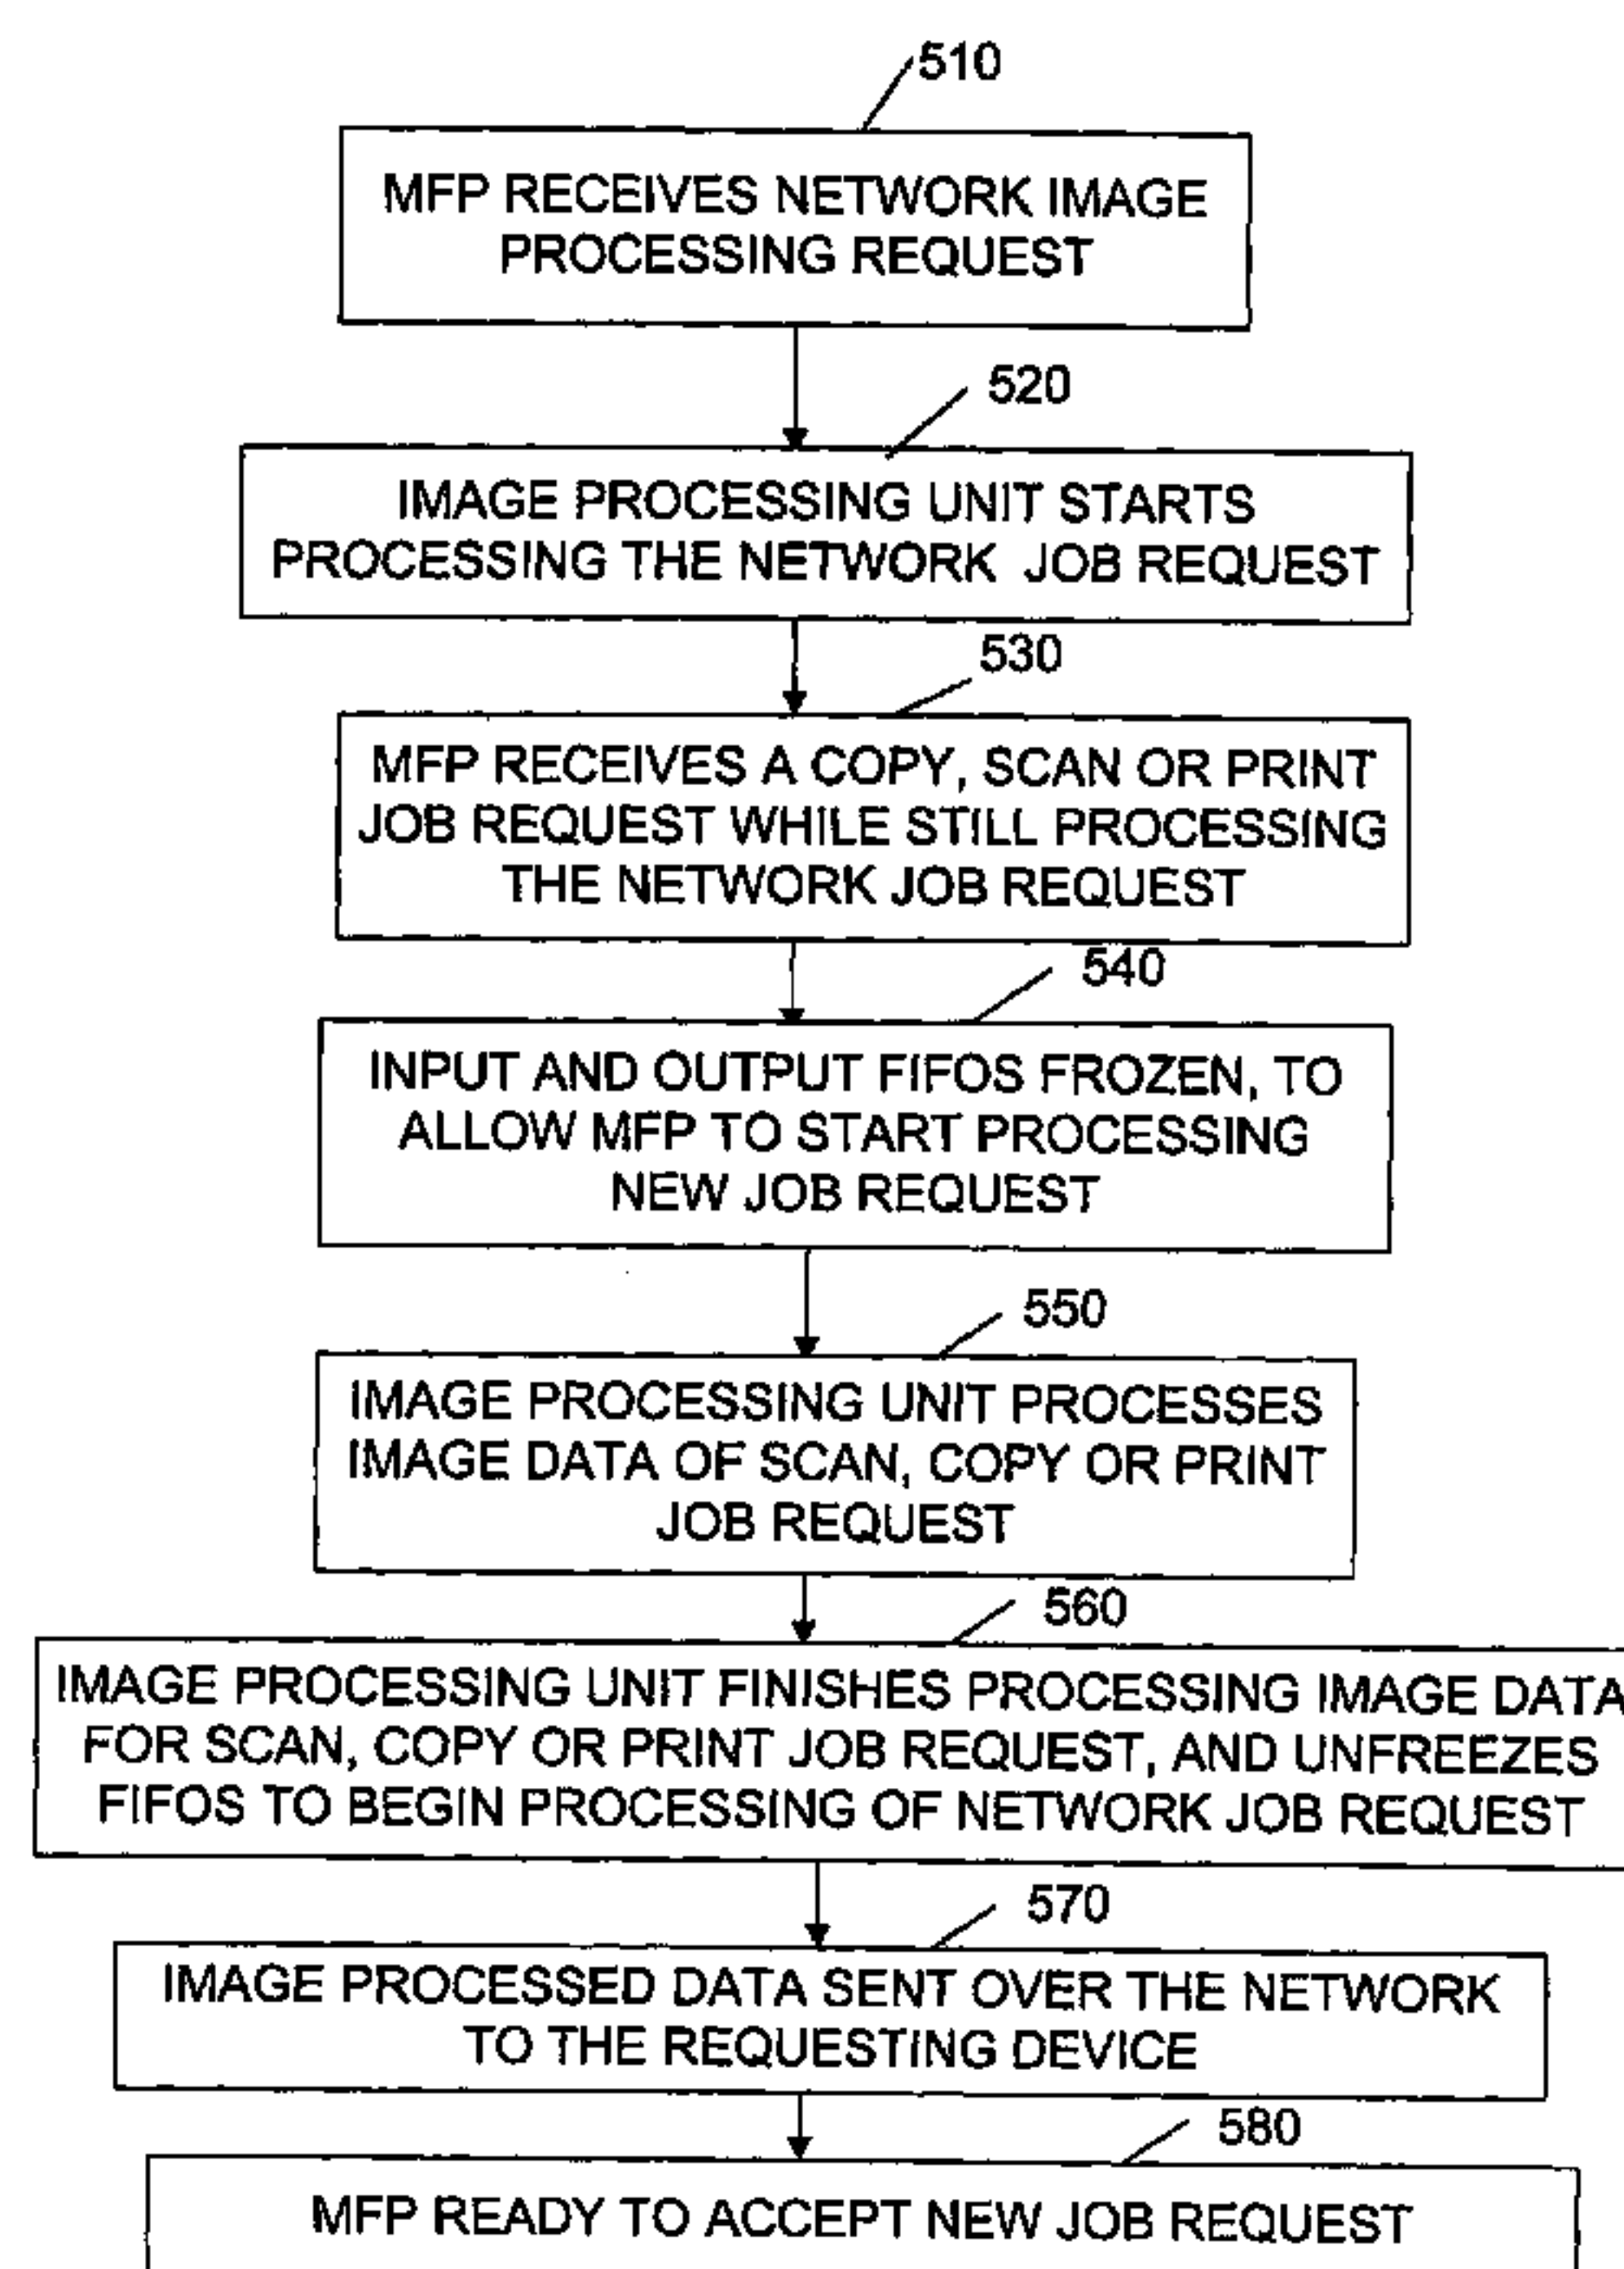 510
MFP RECEIVES NETWORK IMAGE
PROCESSING REQUEST
520
IMAGE PROCESSING UNIT STARTS
PROCESSING THE NETWORK JOB REQUEST
530
MFP RECEIVES A COPY, SCAN OR PRINT
JOB REQUEST WHILE STILL PROCESSING
THE NETWORK JOB REQUEST
540
INPUT AND OUTPUT FIFOS FROZEN, TO
ALLOW MFP TO START PROCESSING
NEW JOB REQUEST
550
IMAGE PROCESSING UNIT PROCESSES
IMAGE DATA OF SCAN, COPY OR PRINT
JOB REQUEST
560
IMAGE PROCESSING UNIT FINISHES PROCESSING IMAGE DATA
FOR SCAN, COPY OR PRINT JOB REQUEST, AND UNFREEZES
FIFOS TO BEGIN PROCESSING OF NETWORK JOB REQUEST
570
IMAGE PROCESSED DATA SENT OVER THE NETWORK
TO THE REQUESTING DEVICE
580
MFP READY TO ACCEPT NEW JOB REQUEST